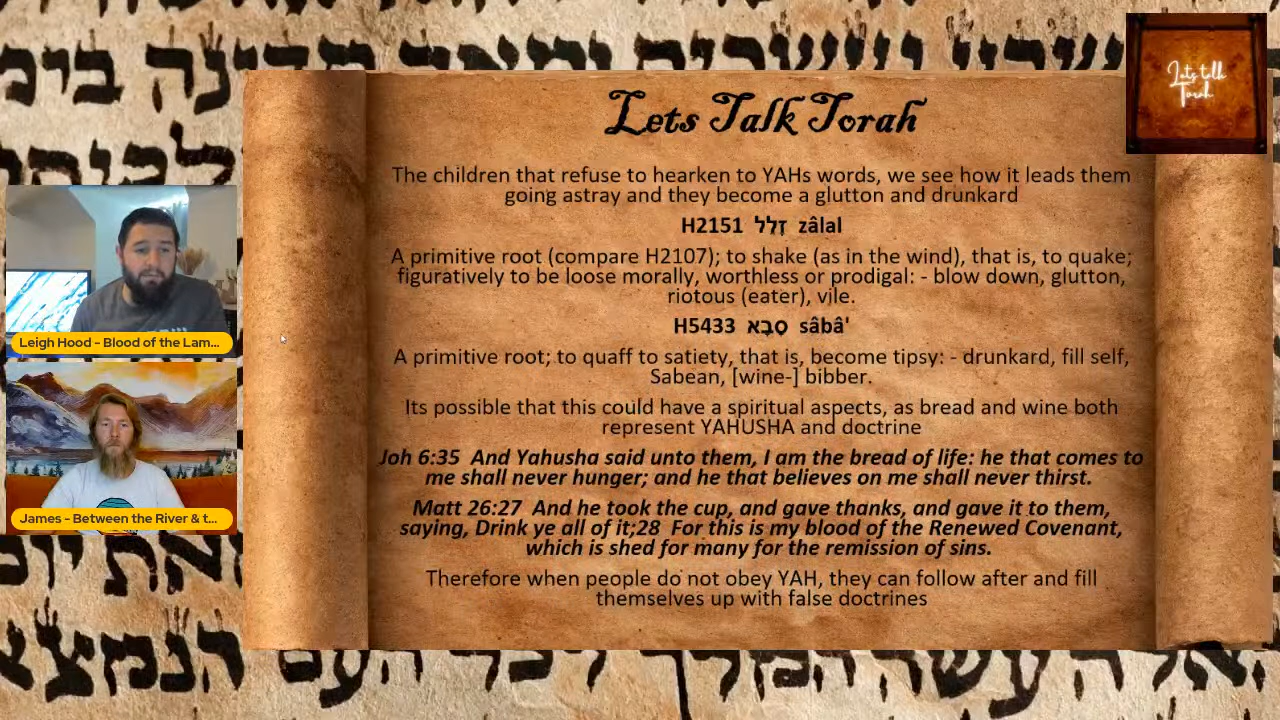 Lets Talk Torah
Lets talk
Torah
The children that refuse to hearken to YAHs words, we see how it leads them
going astray and they become a glutton and drunkard
H2151 זלל zâlal
A primitive root (compare H2107); to shake (as in the wind), that is, to quake;
figuratively to be loose morally, worthless or prodigal: - blow down, glutton,
riotous (eater), vile.
H5433 סבא sâbâ'
A primitive root; to quaff to satiety, that is, become tipsy: - drunkard, fill self,
Sabean, [wine-] bibber.
Its possible that this could have a spiritual aspects, as bread and wine both
represent YAHUSHA and doctrine
Joh 6:35 And Yahusha said unto them, I am the bread of life: he that comes to
me shall never hunger; and he that believes on me shall never thirst.
Matt 26:27 And he took the cup, and gave thanks, and gave it to them,
saying, Drink ye all of it;28 For this is my blood of the Renewed Covenant,
which is shed for many for the remission of sins.
Therefore when people do not obey YAH, they can follow after and fill
themselves up with false doctrines
Leigh Hood - Blood of the Lam...
James - Between the River & t...